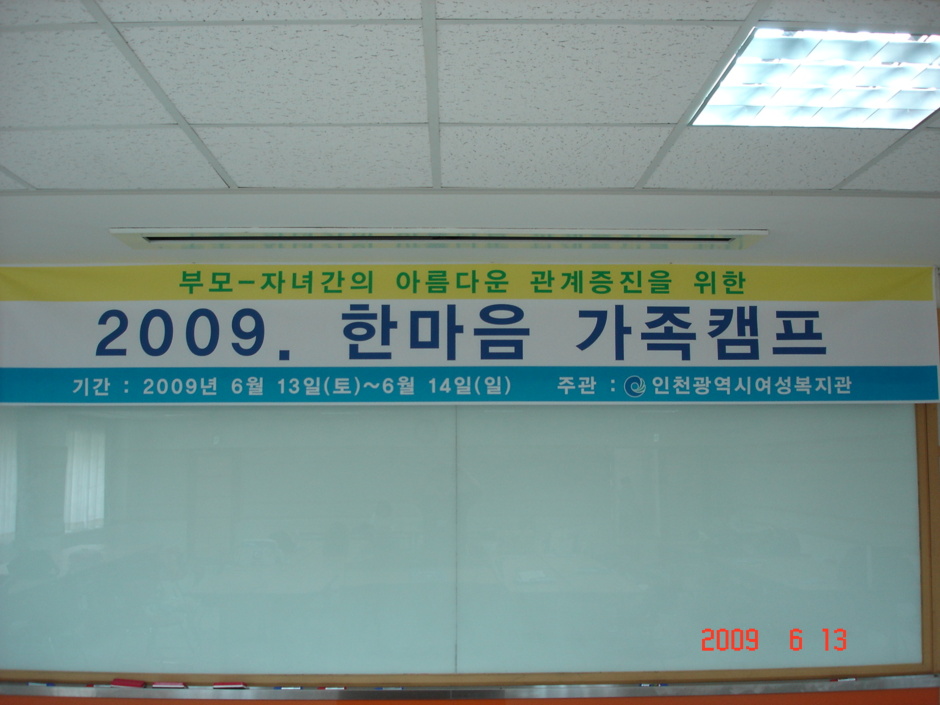 부모-자녀간의 아름다운 관계증진을 위한
2009. 한마음 가족캠프
기간 : 2009년 6월 13일(토)~6월 14일(일) 주관 : 인천광역시여성복지관
2009 6 13